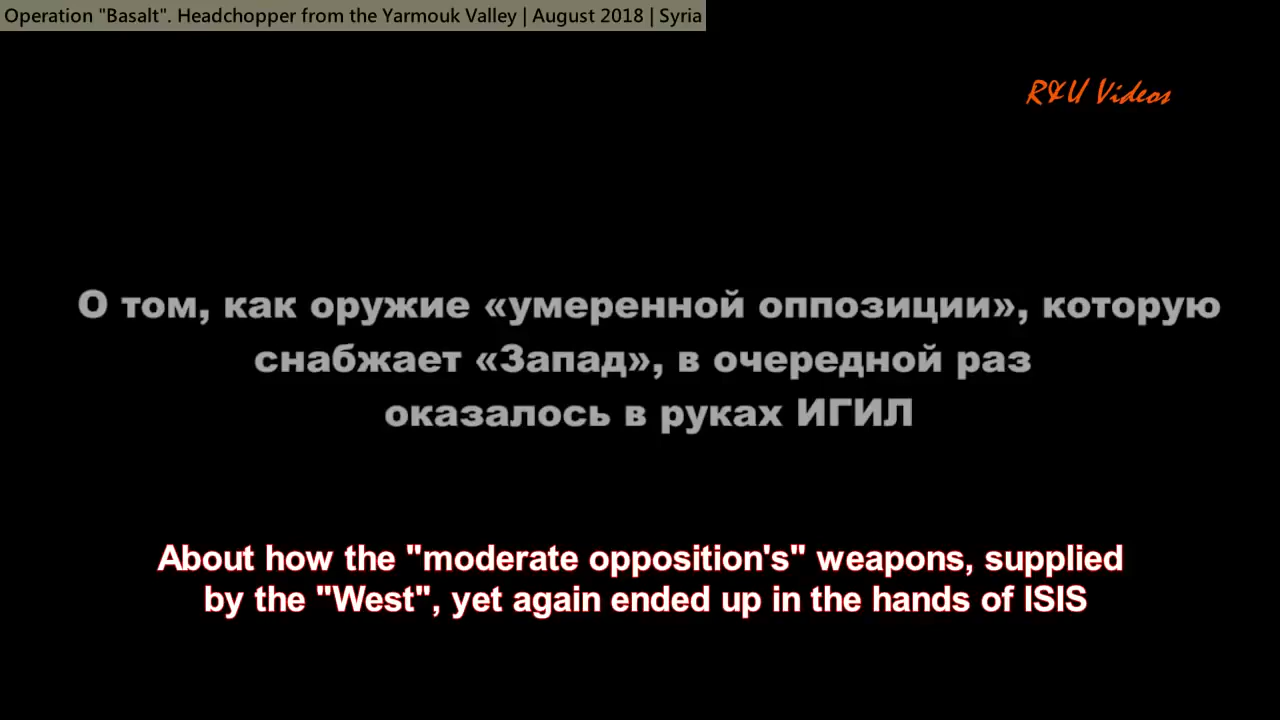 Operation "Basalt". Headchopper from the Yarmouk Valley | August 2018 | Syria
R&U Videos
О том, как оружие «умеренной оппозиции», которую
снабжает «Запад», в очередной раз
оказалось в руках ИГИЛ
About how the "moderate opposition's" weapons, supplied
by the "West", yet again ended up in the hands of ISIS